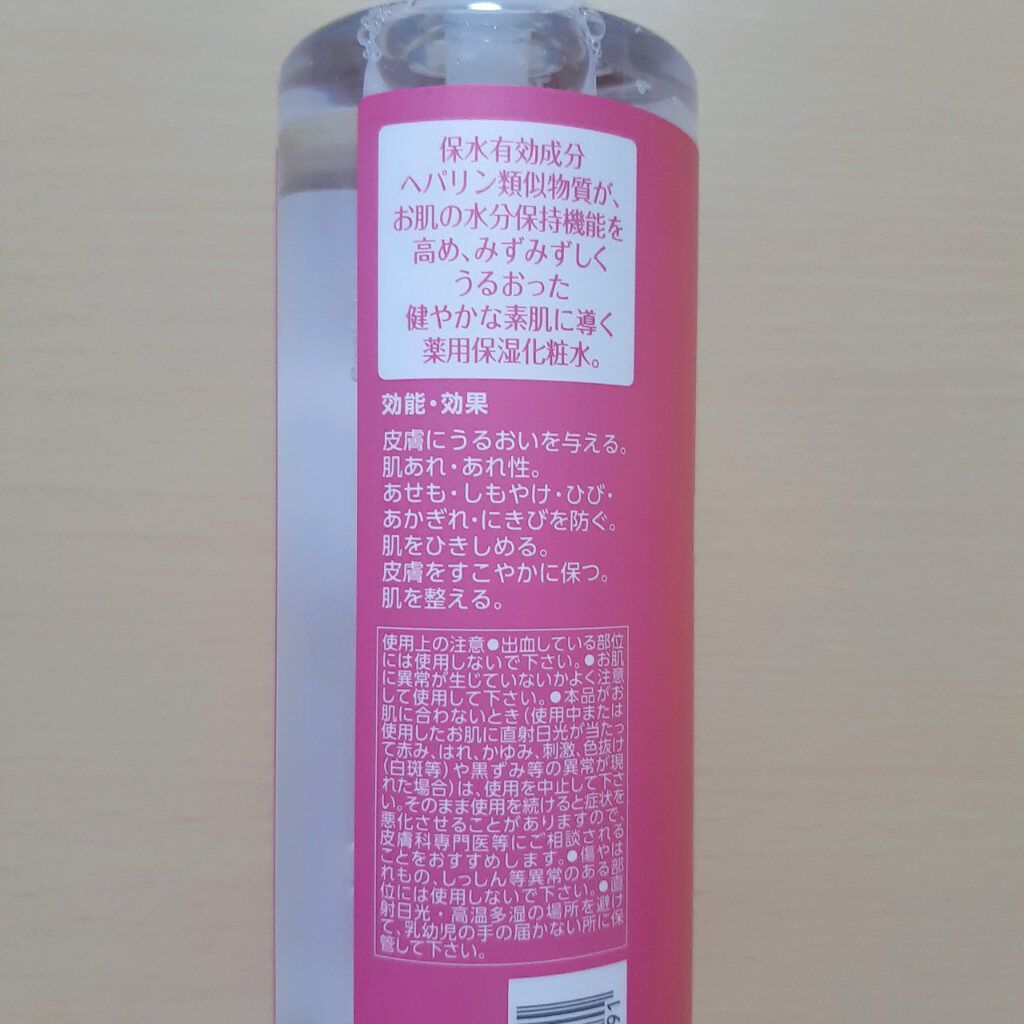 保水有効成分
ヘパリン類似物質が、
お肌の水分保持機能を
高め、みずみずしく
うるおった
健やかな素肌に導く
薬用保湿化粧水。
効能・効果
皮膚にうるおいを与える。
肌あれ・あれ性。
あせも・しもやけ・ひび・
あかぎれ・にきびを防ぐ。
肌をひきしめる。
皮膚をすこやかに保つ。
肌を整える。
使用上の注意●出血している部位
には使用しないで下さい。●お肌
に異常が生じていないかよく注意
して使用して下さい。●本品がお
肌に合わないとき(使用中または
使用したお肌に直射日光が当たっ
て赤み、はれ、かゆみ、刺激、色抜け
(白斑等)や黒ずみ等の異常が現
れた場合)は、使用を中止して下さ
い。そのまま使用を続けると症状を
悪化させることがありますので、
皮膚科専門医等にご相談される
ことをおすすめします。●傷やは
れもの、しっしん等異常のある部
位には使用しないで下さい。●直
射日光・高温多湿の場所を避け
て、乳幼児の手の届かない所に保
管して下さい。